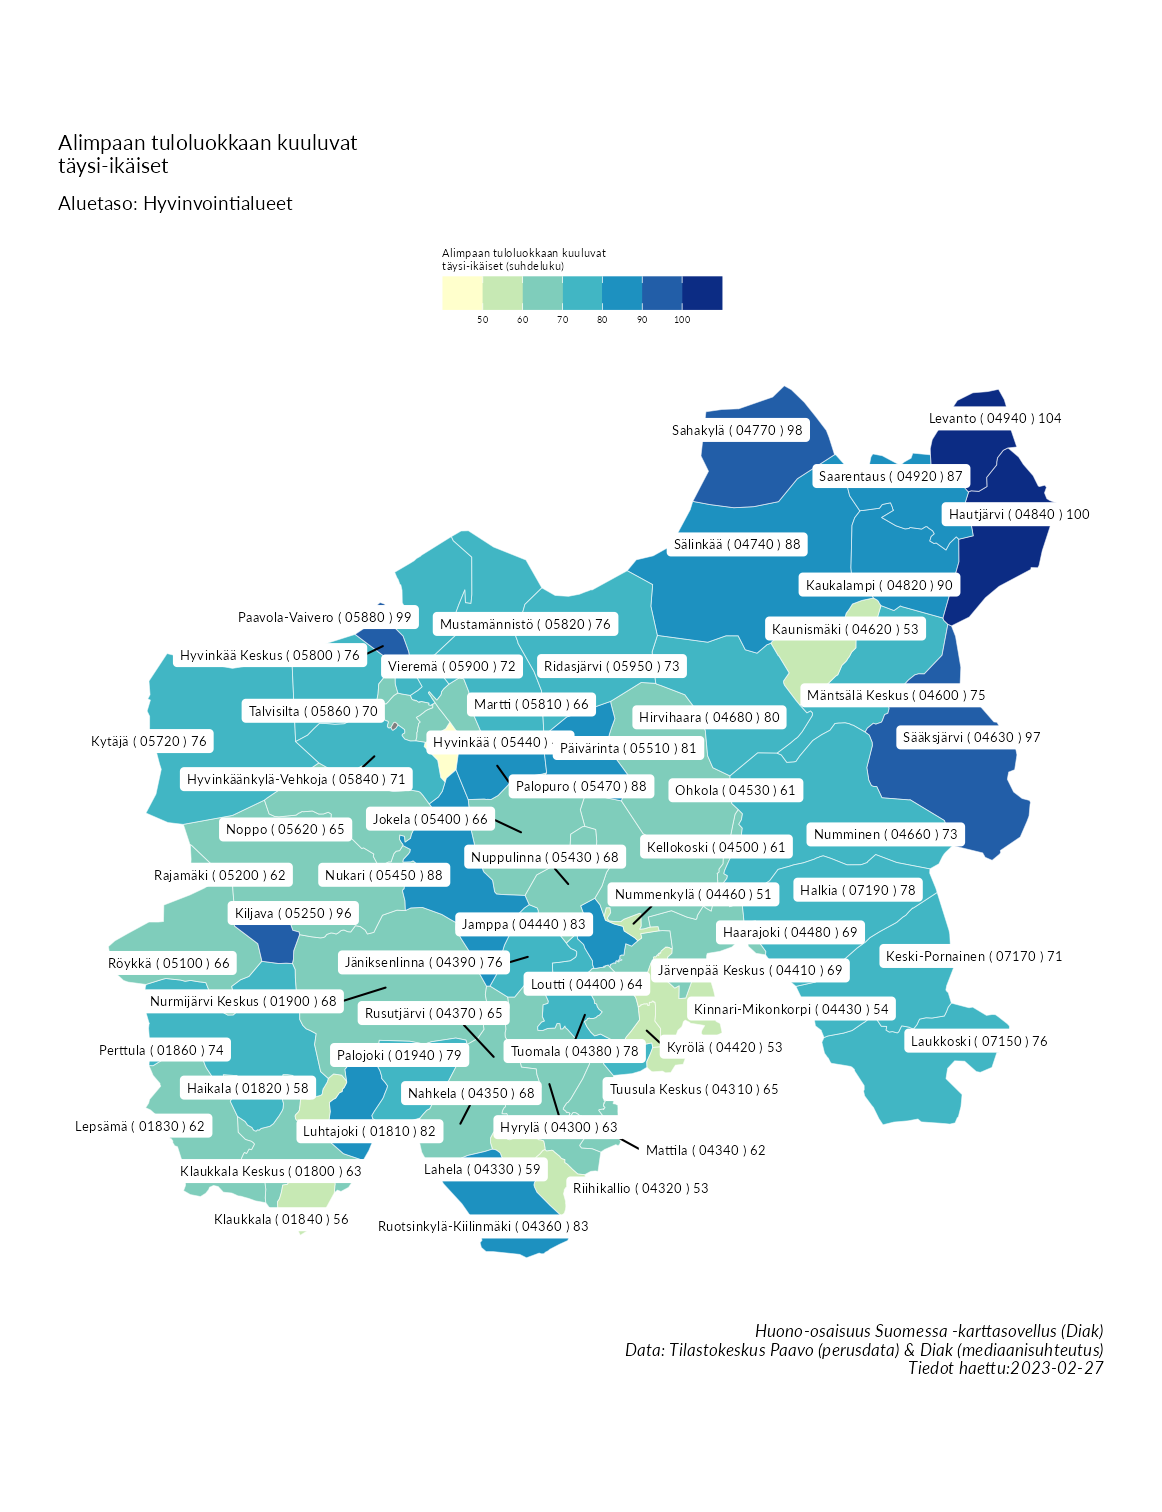 Alimpaan tuloluokkaan kuuluvat
täysi-ikäiset
Aluetaso: Hyvinvointialueet
Alimpaan tuloluokkaan kuuluvat
täysi-ikäiset (suhdeluku)
50 60 70 80 90 100
Levanto ( 04940 ) 104
Sahakylä ( 04770 ) 98
Saarentaus ( 04920 ) 87
Hautjärvi ( 04840 ) 100
Sälinkää ( 04740 ) 88
Kaukalampi ( 04820 ) 90
Paavola-Vaivero ( 05880 ) 99
Mustamännistö ( 05820 ) 76
Kaunismäki ( 04620 ) 53
Hyvinkää Keskus ( 05800 ) 76
Vieremä ( 05900 ) 72
Ridasjärvi ( 05950 ) 73
Mäntsälä Keskus ( 04600 ) 75
Talvisilta ( 05860 ) 70
Martti ( 05810 ) 66
Hirvihaara ( 04680 ) 80
Kytäjä ( 05720 ) 76
Hyvinkää ( 05440 ) -
Päivärinta ( 05510 ) 81
Sääksjärvi ( 04630 ) 97
Hyvinkäänkylä-Vehkoja ( 05840 ) 71
Palopuro ( 05470 ) 88
Ohkola ( 04530 ) 61
Noppo ( 05620 ) 65
Jokela ( 05400 ) 66
Numminen ( 04660 ) 73
Nuppulinna ( 05430 ) 68
Kellokoski ( 04500 ) 61
Rajamäki ( 05200 ) 62
Nukari ( 05450 ) 88
Nummenkylä ( 04460 ) 51
Halkia ( 07190 ) 78
Kiljava ( 05250 ) 96
Jamppa ( 04440 ) 83
Haarajoki ( 04480 ) 69
Röykkä ( 05100 ) 66
Jäniksenlinna ( 04390 ) 76
Järvenpää Keskus ( 04410 ) 69
Keski-Pornainen ( 07170 ) 71
Loutti ( 04400 ) 64
Nurmijärvi Keskus ( 01900 ) 68
Rusutjärvi ( 04370 ) 65
Kinnari-Mikonkorpi ( 04430 ) 54
Perttula ( 01860 ) 74
Palojoki ( 01940 ) 79
Tuomala ( 04380 ) 78
Kyrölä ( 04420 ) 53
Laukkoski ( 07150 ) 76
Haikala ( 01820 ) 58
Nahkela ( 04350 ) 68
Tuusula Keskus ( 04310 ) 65
Lepsämä ( 01830 ) 62
Luhtajoki ( 01810 ) 82
Hyrylä ( 04300 ) 63
Mattila ( 04340 ) 62
Klaukkala Keskus ( 01800 ) 63
Lahela ( 04330 ) 59
Riihikallio ( 04320 ) 53
Klaukkala ( 01840 ) 56
Ruotsinkylä-Kiilinmäki ( 04360 ) 83
Huono-osaisuus Suomessa -karttasovellus (Diak)
Data: Tilastokeskus Paavo (perusdata) & Diak (mediaanisuhteutus)
Tiedot haettu:2023-02-27